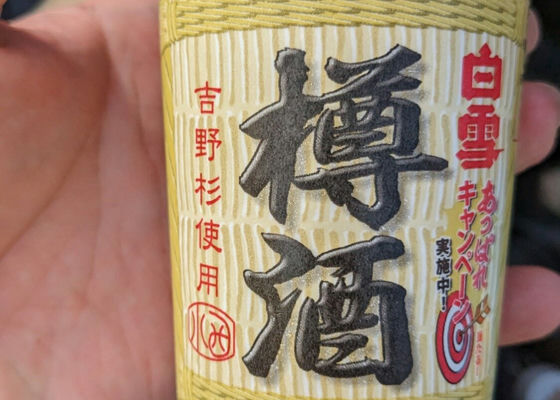 白雪
あっぱれ
キャンペーン
実施中!
樽酒
吉野杉使用